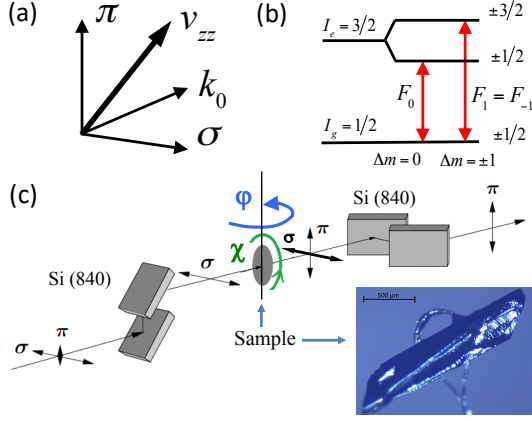 (a)
π
v_zz
k_0
σ
(b)
I_e = 3/2
±3/2
±1/2
F_0
F_1 = F_-1
I_g = 1/2
±1/2
Δm = 0
Δm = ±1
(c)
φ
Si (840)
π
χ
σ
π
Si (840)
σ
σ
π
Sample
500 µm